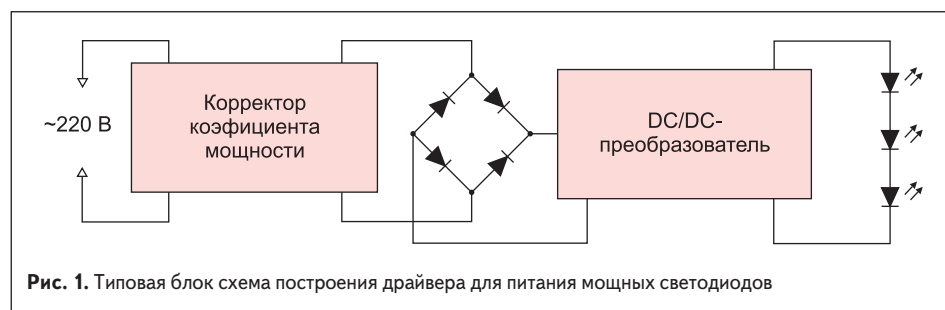 ~220 В
Корректор
коэфициента
мощности
DC/DC-
преобразователь
Рис. 1. Типовая блок схема построения драйвера для питания мощных светодиодов